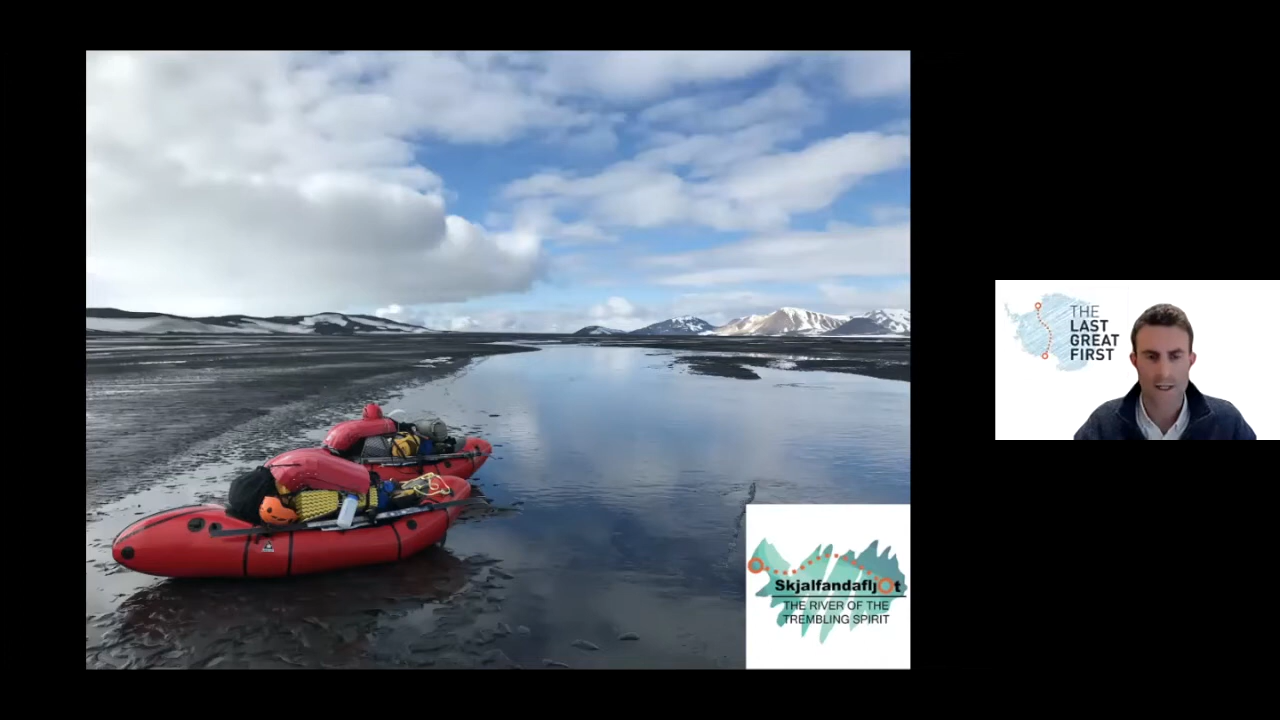 Skjalfandafljot
THE RIVER OF THE
TREMBLING SPIRIT
THE
LAST
GREAT
FIRST